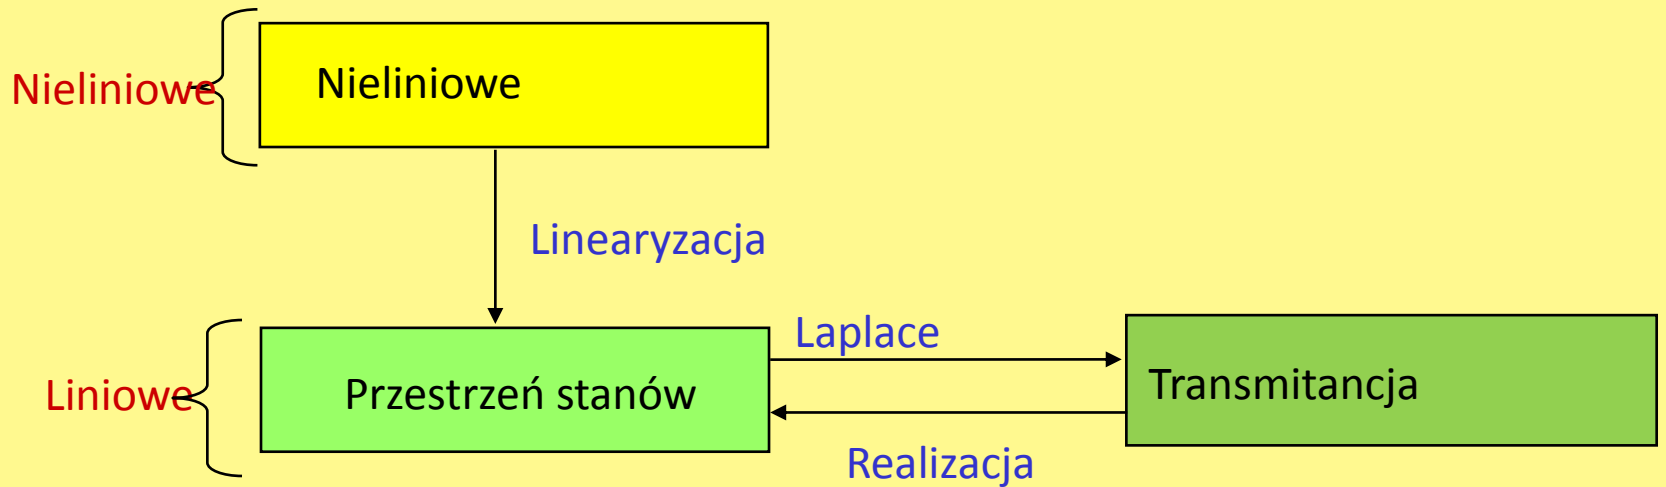 Nieliniowe
Nieliniowe
Linearyzacja
Laplace
Liniowe
Przestrzeń stanów
Transmitancja
Realizacja